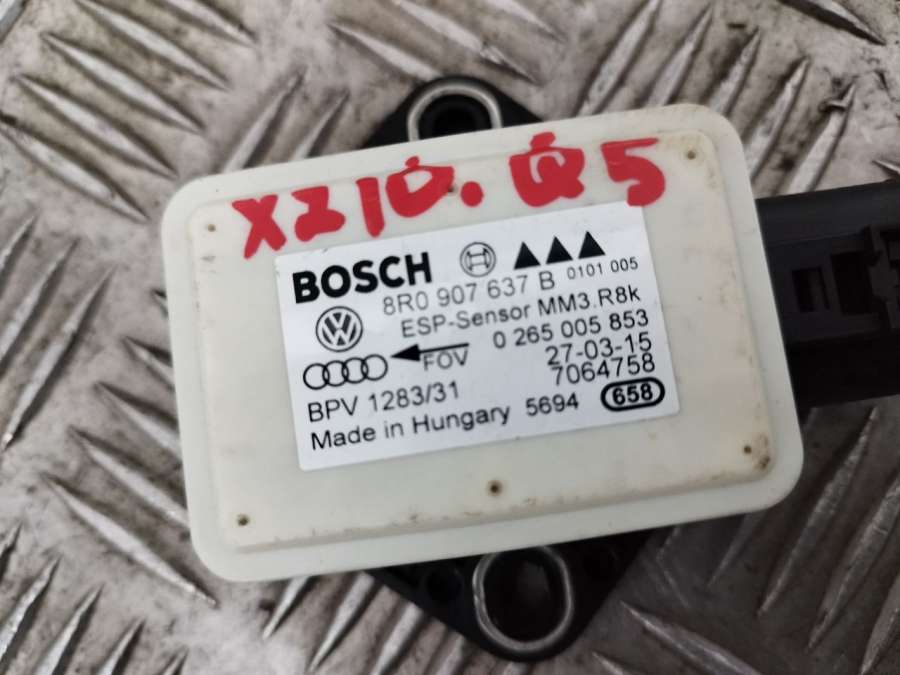 XZ10. Q5
BOSCH
8R0 907 637 B 0101 005
ESP-Sensor MM3.R8k
0 265 005 853
FOV 27-03-15
7064758
BPV 1283/31
Made in Hungary 5694 658